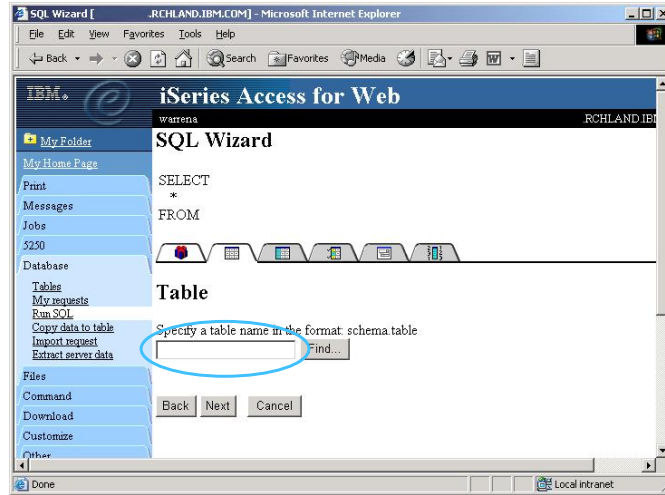 SQL Wizard [ .RCHLAND.IBM.COM] - Microsoft Internet Explorer
File Edit View Favorites Tools Help
Back Search Favorites Media
IBM e
iSeries Access for Web
warrena .RCHLAND.IBM
My Folder
My Home Page
Print
Messages
Jobs
5250
Database
Tables
My requests
Run SQL
Copy data to table
Import request
Extract server data
Files
Command
Download
Customize
Other
SQL Wizard
SELECT
*
FROM
Table
Specify a table name in the format: schema.table
Find...
Back Next Cancel
Done Local intranet